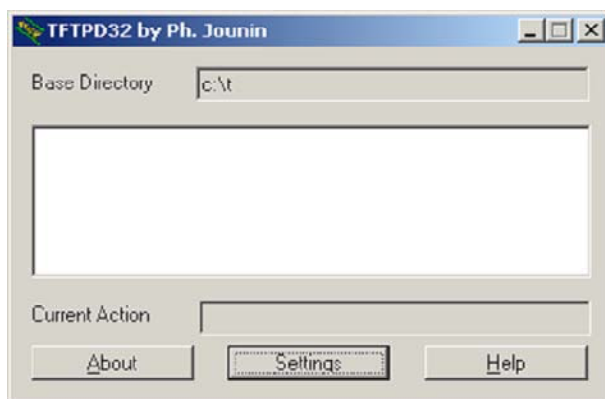 TFTPD32 by Ph. Jounin
Base Directory c:\t
Current Action
About Settings Help